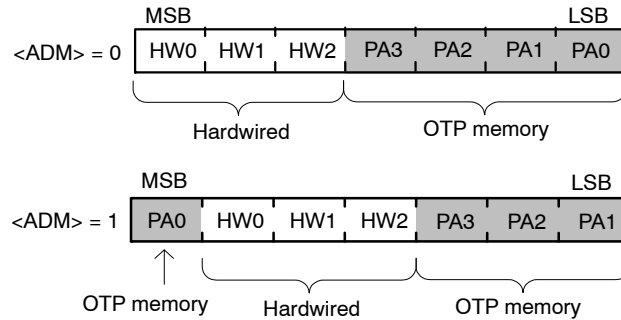 MSB LSB
<ADM> = 0 HW0 HW1 HW2 PA3 PA2 PA1 PA0
Hardwired OTP memory
MSB LSB
<ADM> = 1 PA0 HW0 HW1 HW2 PA3 PA2 PA1
OTP memory Hardwired OTP memory